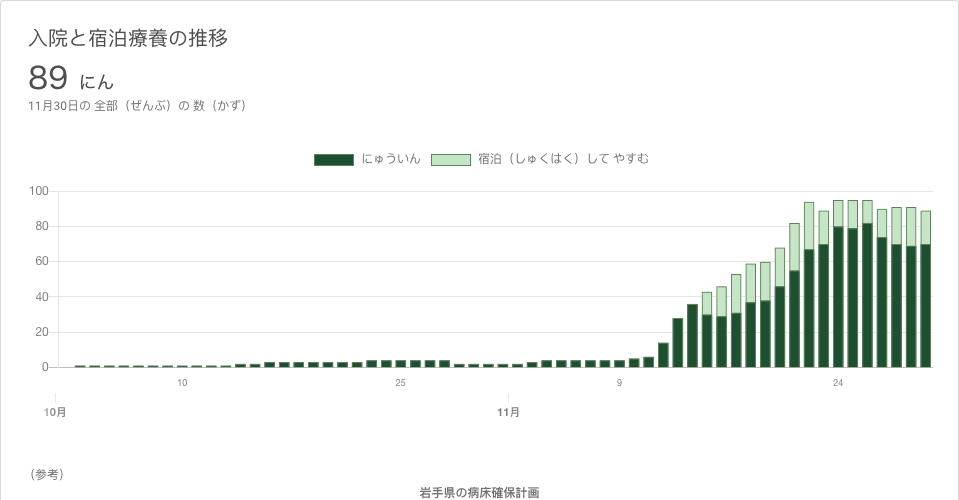 入院と宿泊療養の推移
89 にん
11月30日の 全部（ぜんぶ）の 数（かず）
にゅういん 宿泊（しゅくはく）して やすむ
100
80
60
40
20
0
10 25 9 24
10月 11月
（参考）
岩手県の病床確保計画